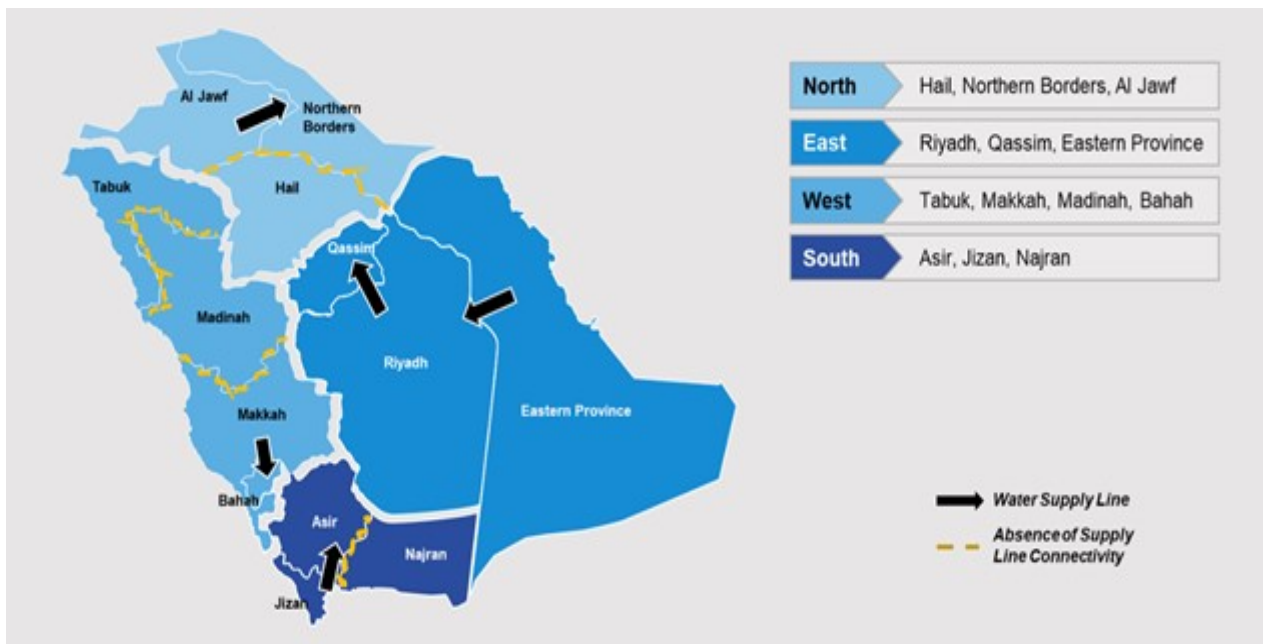 Al Jawf
Northern
Borders
Tabuk
Hail
Qassim
Madinah
Riyadh
Makkah
Eastern Province
Bahah
Asir
Najran
Jizan
North Hail, Northern Borders, Al Jawf
East Riyadh, Qassim, Eastern Province
West Tabuk, Makkah, Madinah, Bahah
South Asir, Jizan, Najran
Water Supply Line
Absence of Supply
Line Connectivity